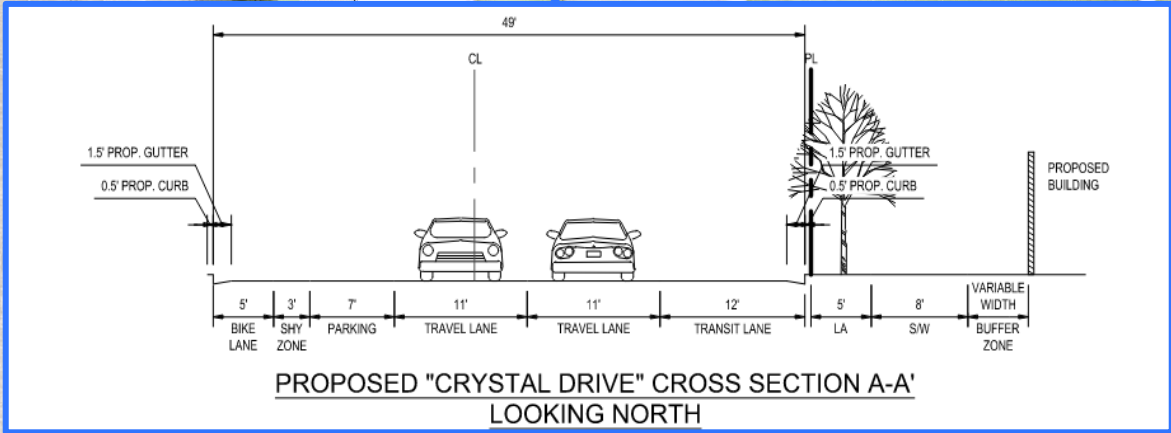 49'
CL
PL
1.5' PROP. GUTTER
0.5' PROP. CURB
1.5' PROP. GUTTER
0.5' PROP. CURB
PROPOSED
BUILDING
5'
BIKE
LANE
3'
SHY
ZONE
7'
PARKING
11'
TRAVEL LANE
11'
TRAVEL LANE
12'
TRANSIT LANE
5'
LA
8'
S/W
VARIABLE
WIDTH
BUFFER
ZONE
PROPOSED "CRYSTAL DRIVE" CROSS SECTION A-A'
LOOKING NORTH